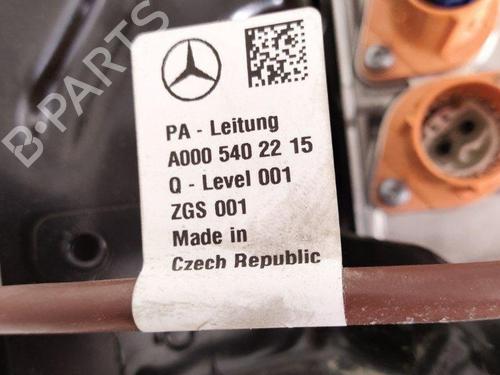 B-PARTS
PA - Leitung
A000 540 22 15
Q - Level 001
ZGS 001
Made in
Czech Republic